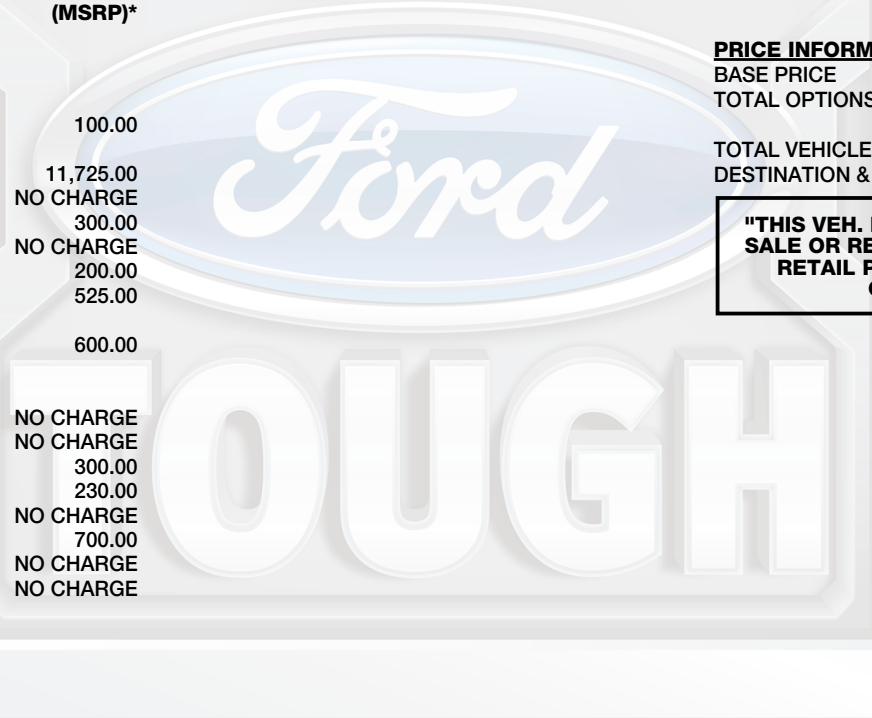 (MSRP)*
100.00
11,725.00
NO CHARGE
300.00
NO CHARGE
200.00
525.00
600.00
NO CHARGE
NO CHARGE
300.00
230.00
NO CHARGE
700.00
NO CHARGE
NO CHARGE
PRICE INFORM
BASE PRICE
TOTAL OPTIONS
TOTAL VEHICLE
DESTINATION &
"THIS VEH.
SALE OR RE
RETAIL P
Ford
TOUGH